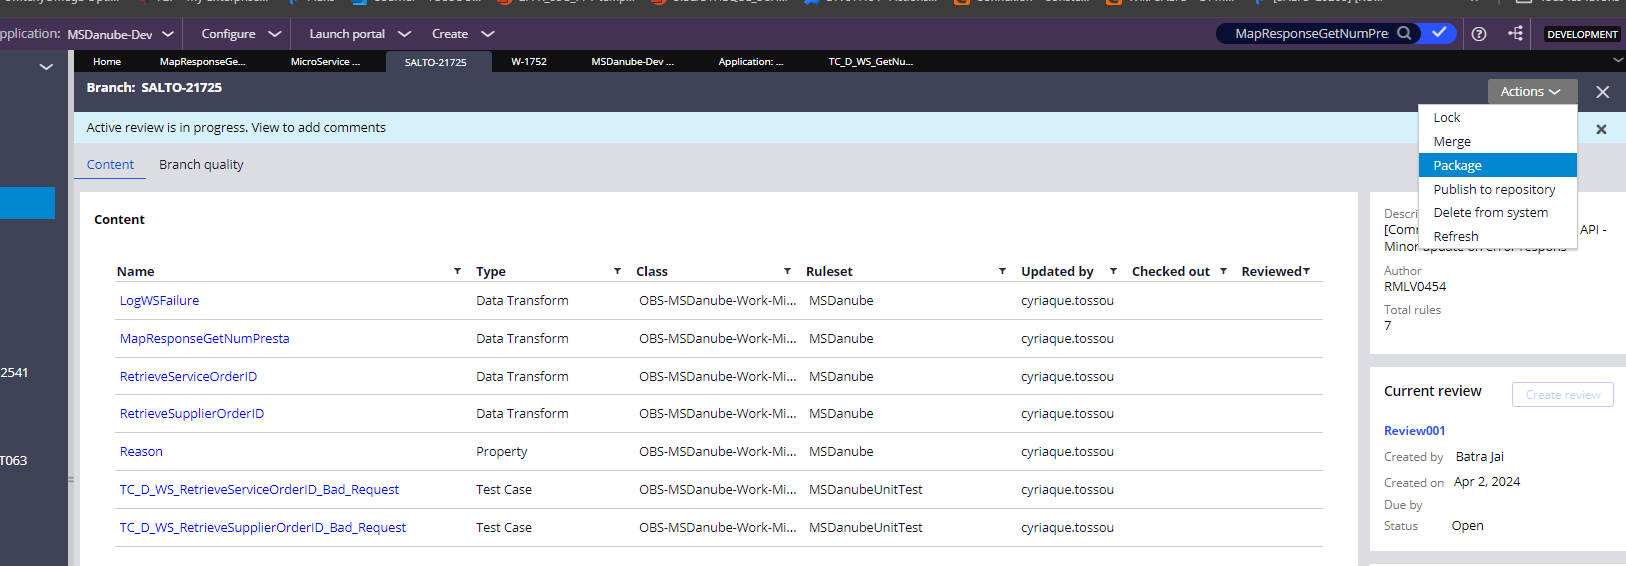 pplication: MSDanube-Dev Configure Launch portal Create MapResponseGetNumPre: DEVELOPMENT
Home MapResponseGe... MicroService ... SALTO-21725 W-1752 MSDanube-Dev ... Application: ... TC_D_WS_GetNu...
Branch: SALTO-21725 Actions
Active review is in progress. View to add comments
Lock
Merge
Package
Publish to repository
Delete from system
Refresh
Content Branch quality
Content
Name Type Class Ruleset Updated by Checked out Reviewed
LogWSFailure Data Transform OBS-MSDanube-Work-Mi... MSDanube cyriaque.tossou
MapResponseGetNumPresta Data Transform OBS-MSDanube-Work-Mi... MSDanube cyriaque.tossou
RetrieveServiceOrderID Data Transform OBS-MSDanube-Work-Mi... MSDanube cyriaque.tossou
RetrieveSupplierOrderID Data Transform OBS-MSDanube-Work-Mi... MSDanube cyriaque.tossou
Reason Property OBS-MSDanube-Work-Mi... MSDanube cyriaque.tossou
TC_D_WS_RetrieveServiceOrderID_Bad_Request Test Case OBS-MSDanube-Work-Mi... MSDanubeUnitTest cyriaque.tossou
TC_D_WS_RetrieveSupplierOrderID_Bad_Request Test Case OBS-MSDanube-Work-Mi... MSDanubeUnitTest cyriaque.tossou
Descri
[Com API -
Minor update on error respons
Author
RMLV0454
Total rules
7
Current review Create review
Review001
Created by Batra Jai
Created on Apr 2, 2024
Due by
Status Open
2541
T063